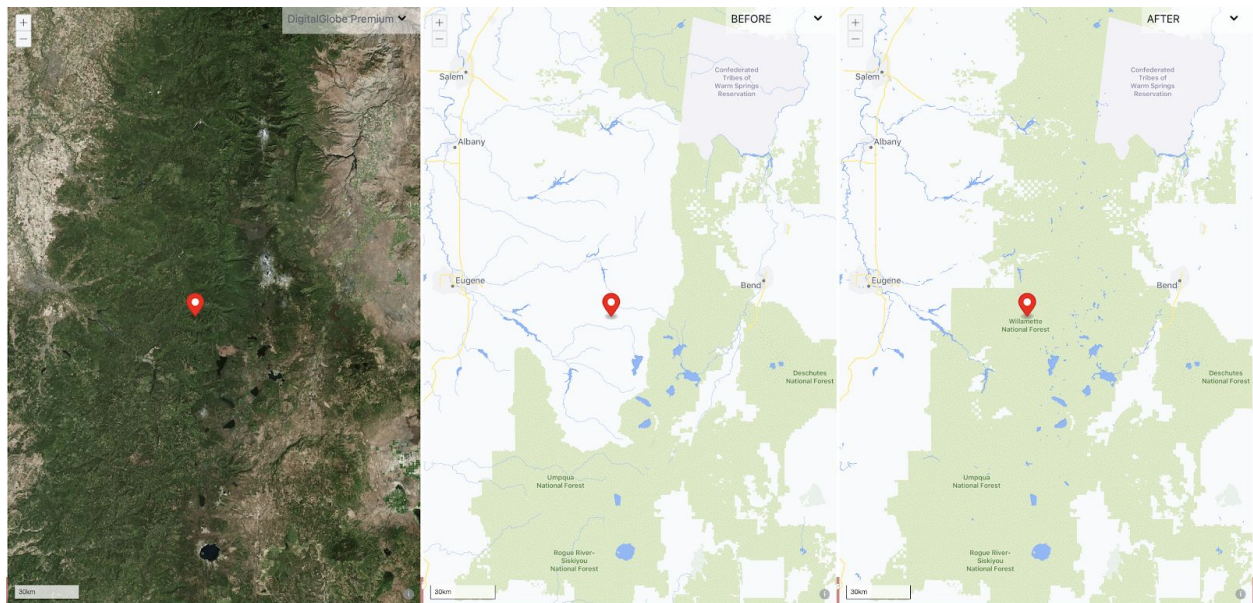 +
−
DigitalGlobe Premium
30km
i
+
−
BEFORE
Salem
Confederated
Tribes of
Warm Springs
Reservation
Albany
Eugene
Bend
Deschutes
National Forest
Umpqua
National Forest
Rogue River-
Siskiyou
National Forest
30km
i
+
−
AFTER
Salem
Confederated
Tribes of
Warm Springs
Reservation
Albany
Eugene
Bend
Willamette
National Forest
Deschutes
National Forest
Umpqua
National Forest
Rogue River-
Siskiyou
National Forest
30km
i